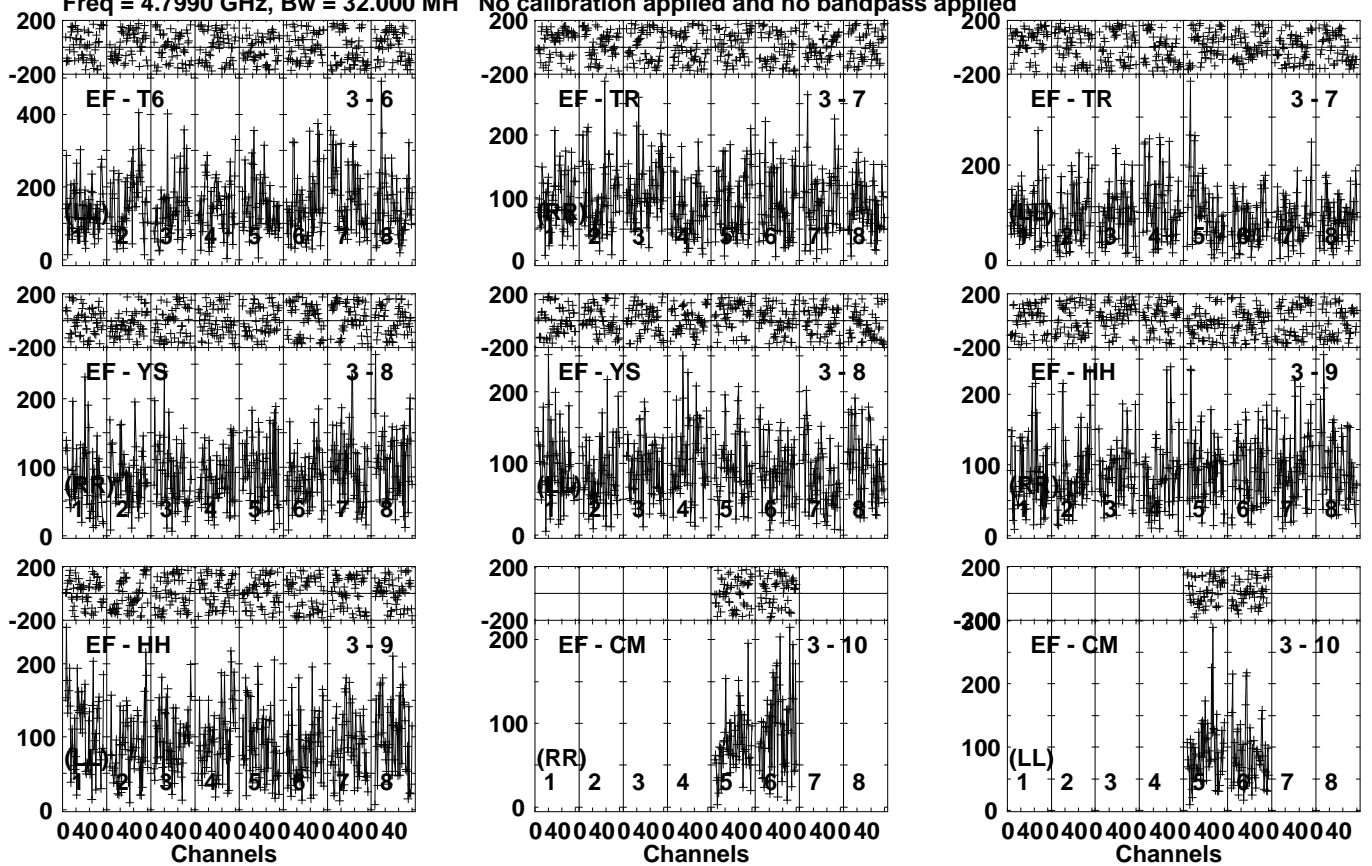 Freq = 4.7990 GHz, Bw = 32.000 MH No calibration applied and no bandpass applied
200 200 200
-200 -200 -200
EF - T6 3 - 6 EF - TR 3 - 7 EF - TR 3 - 7
400
200 200
200
100 100
(LL) (RR) (LL)
1 2 3 4 5 6 7 8 1 2 3 4 5 6 7 8 1 2 3 4 5 6 7 8
0 0 0
200 200 200
-200 -200 -200
EF - YS 3 - 8 EF - YS 3 - 8 EF - HH 3 - 9
200 200 200
100 100 100
(RR) (LL) (RR)
1 2 3 4 5 6 7 8 1 2 3 4 5 6 7 8 1 2 3 4 5 6 7 8
0 0 0
200 200 200
-200 -200 -200
300
EF - HH 3 - 9 EF - CM 3 - 10 EF - CM 3 - 10
200 200 200
100 100 100
(LL) (RR) (LL)
1 2 3 4 5 6 7 8 1 2 3 4 5 6 7 8 1 2 3 4 5 6 7 8
0 0 0
0 40 0 40 0 40 0 40 0 40 0 40 0 40 0 40 0 40 0 40 0 40 0 40 0 40 0 40 0 40 0 40 0 40 0 40 0 40 0 40 0 40 0 40 0 40 0 40
Channels Channels Channels